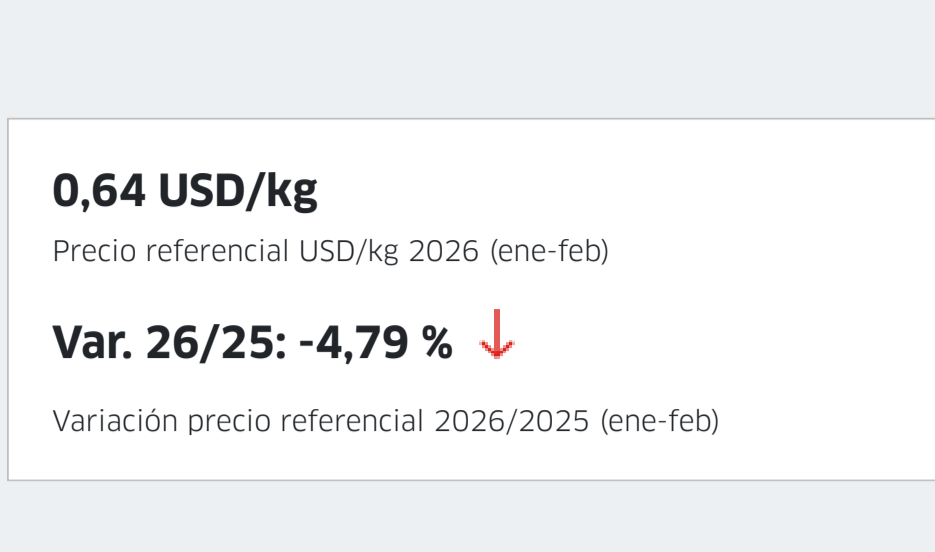 0,64 USD/kg
Precio referencial USD/kg 2026 (ene-feb)
Var. 26/25: -4,79 %
Variación precio referencial 2026/2025 (ene-feb)